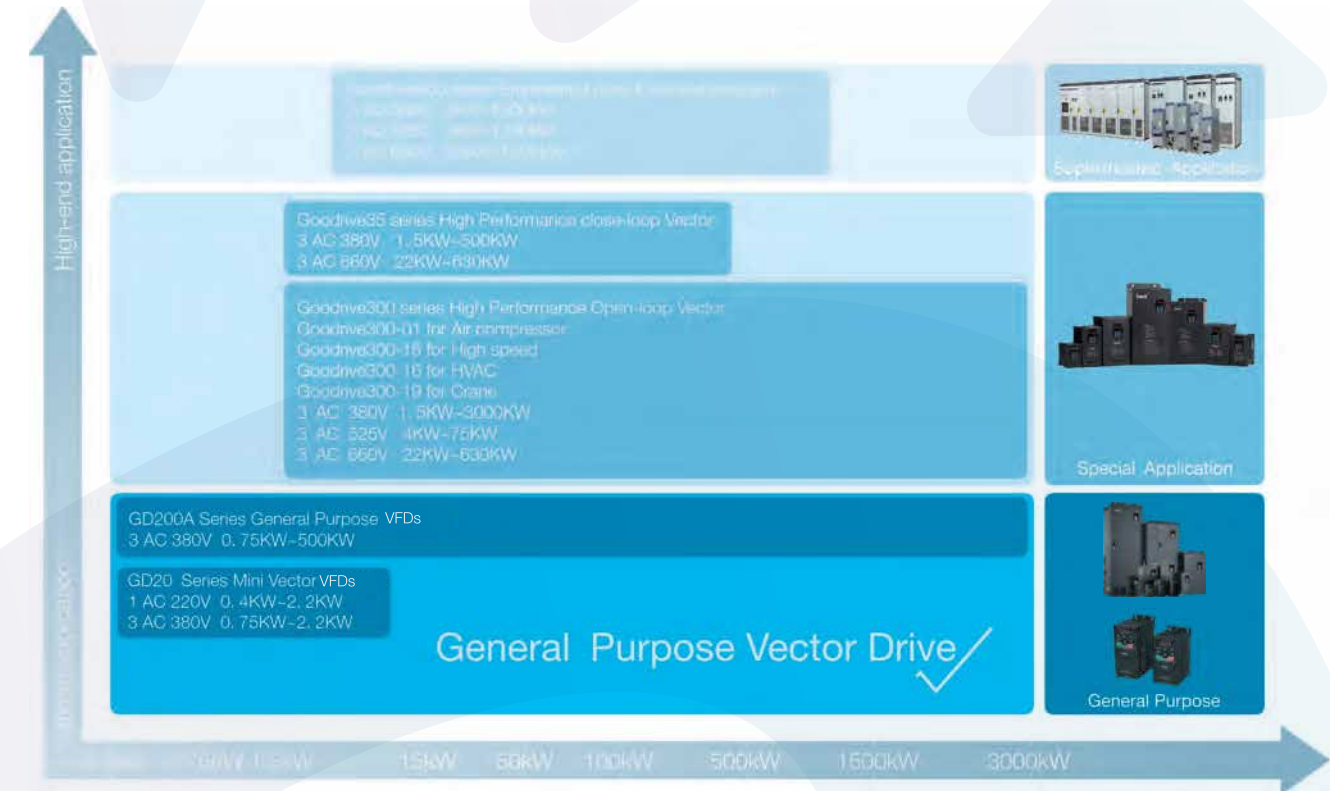 High-end application
Sophisticated Applicatio
Goodrive35 series High Performance close-loop Vector
3 AC 380V 1.5KW~500KW
3 AC 660V 22KW~630KW
Goodrive300 series High Performance Open-loop Vector
Goodrive300-01 for Air compressor
for High speed
Goodrive300-16 for HVAC
Goodrive300-19 for Crane
3 AC 380V 1.5KW~3000KW
3 AC 525V 4KW~75KW
3 AC 660V 22KW~630KW
Special Application
GD200A Series General Purpose VFDs
3 AC 380V 0.75KW~500KW
GD20 Series Mini Vector VFDs
1 AC 220V 0.4KW~2.2KW
3 AC 380V 0.75KW~2.2KW
General Purpose Vector Drive
General Purpose
15kW 50kW 100kW 500kW 1500kW 3000kW